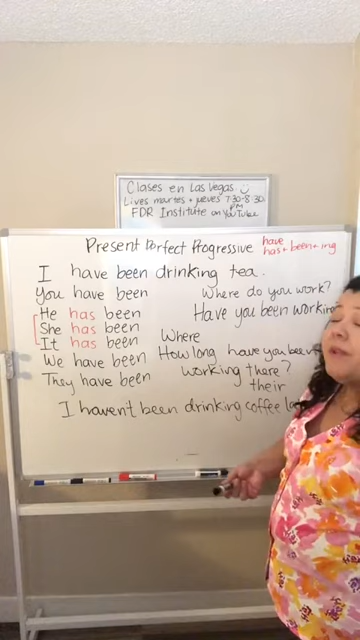 Clases en Las Vegas
Lives martes + jueves 7:30-8:30
PM
FDR Institute on YouTube
Present Perfect Progressive
have
has + been + ing
I have been drinking tea.
You have been
Where do you work?
He has been
Have you been working
She has been
It has been
Where
We have been
How long have you been
They have been
working there?
their
I haven't been drinking coffee